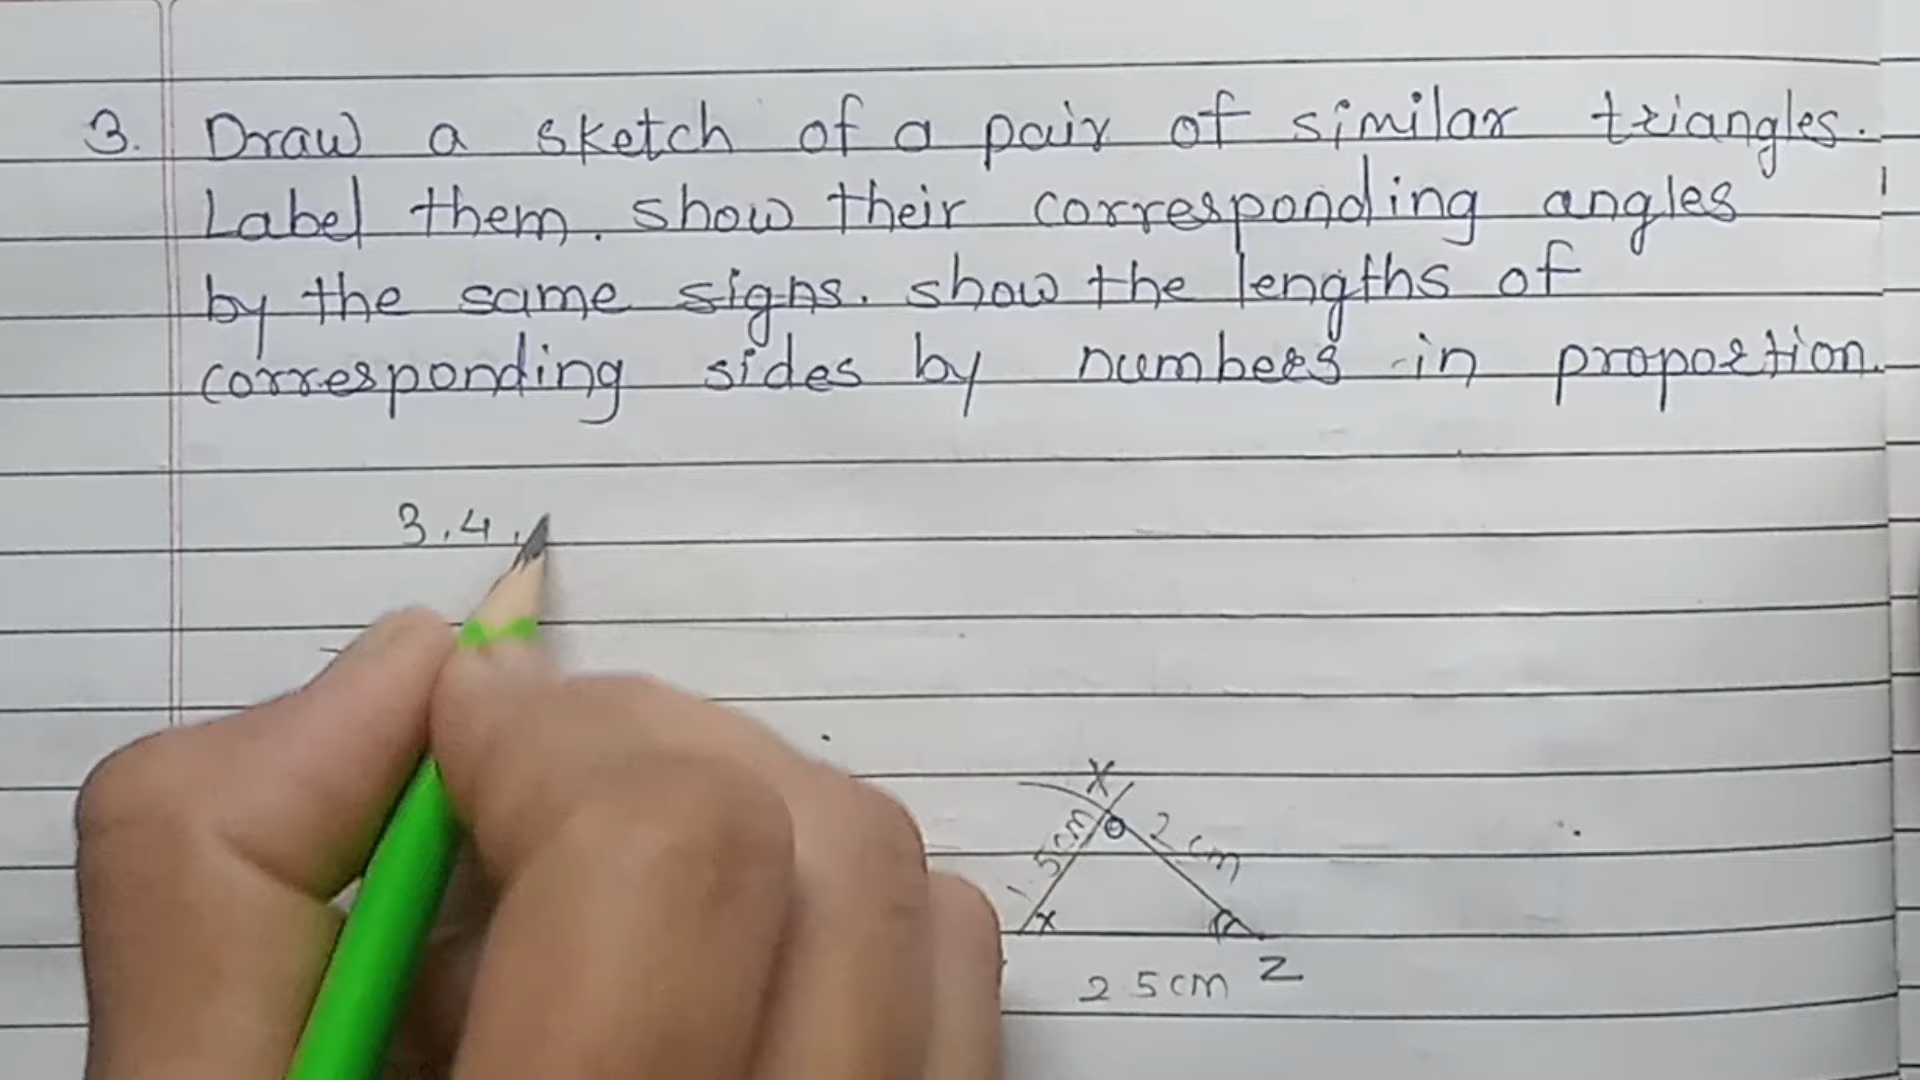 3. Draw a sketch of a pair of similar triangles.
Label them. show their corresponding angles
by the same signs. show the lengths of
corresponding sides by numbers in proportion.
3.4.
X
1.5cm
2 cm
x
2.5cm
Z